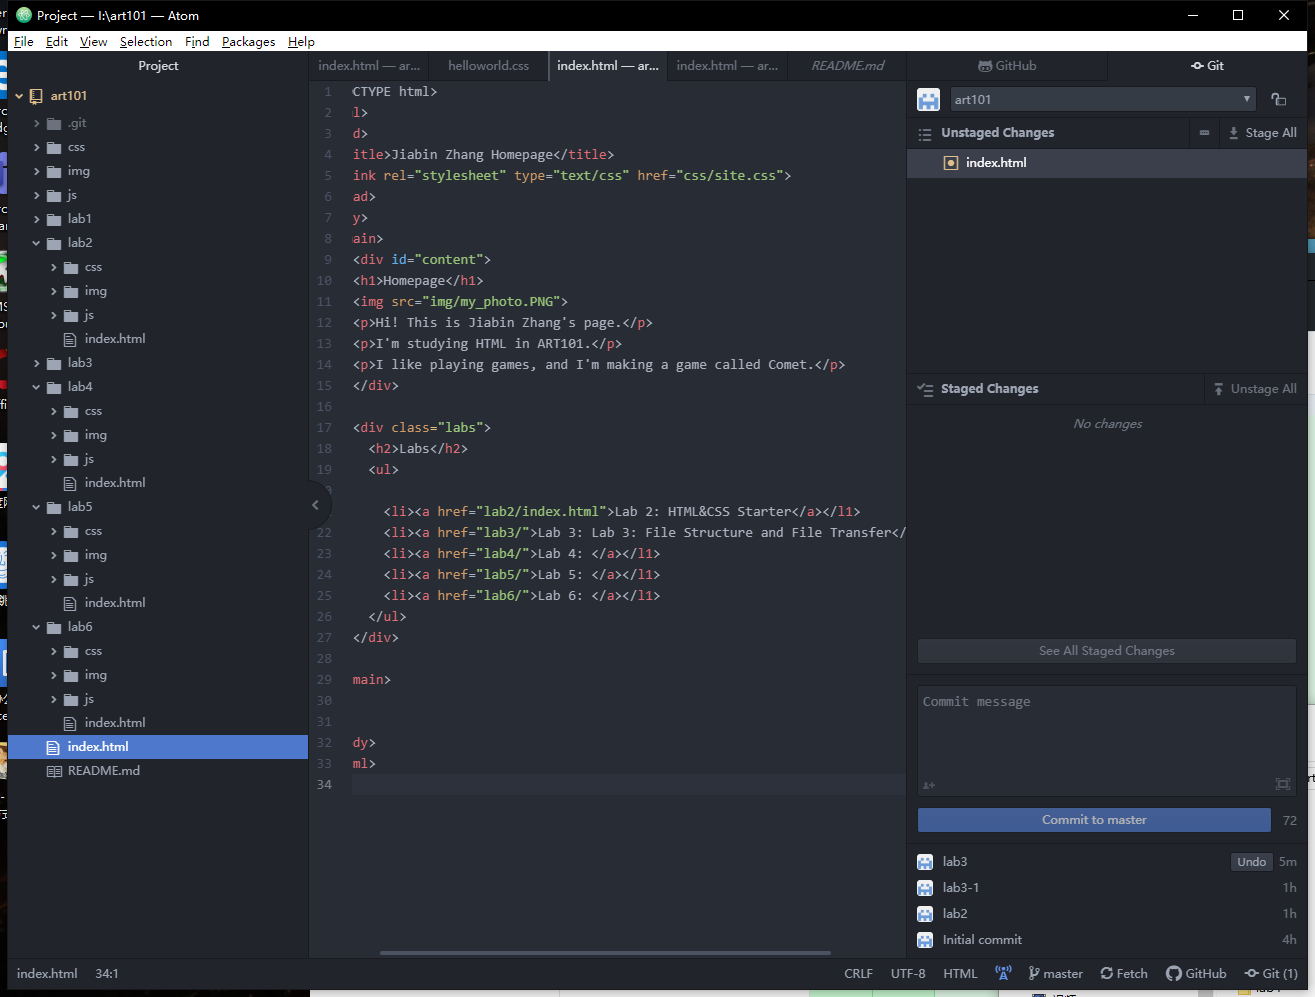 Project — I:\art101 — Atom
File Edit View Selection Find Packages Help
Project
art101
.git
css
img
js
lab1
lab2
css
img
js
index.html
lab3
lab4
css
img
js
index.html
lab5
css
img
js
index.html
lab6
css
img
js
index.html
index.html
README.md
index.html — ar... helloworld.css index.html — ar... index.html — ar... README.md
1 CTYPE html>
2 l>
3 d>
4 itle>Jiabin Zhang Homepage</title>
5 ink rel="stylesheet" type="text/css" href="css/site.css">
6 ad>
7 y>
8 ain>
9 <div id="content">
10 <h1>Homepage</h1>
11 <img src="img/my_photo.PNG">
12 <p>Hi! This is Jiabin Zhang's page.</p>
13 <p>I'm studying HTML in ART101.</p>
14 <p>I like playing games, and I'm making a game called Comet.</p>
15 </div>
16
17 <div class="labs">
18 <h2>Labs</h2>
19 <ul>
<li><a href="lab2/index.html">Lab 2: HTML&CSS Starter</a></l1>
22 <li><a href="lab3/">Lab 3: Lab 3: File Structure and File Transfer</
23 <li><a href="lab4/">Lab 4: </a></l1>
24 <li><a href="lab5/">Lab 5: </a></l1>
25 <li><a href="lab6/">Lab 6: </a></l1>
26 </ul>
27 </div>
28
29 main>
30
31
32 dy>
33 ml>
34
GitHub Git
art101
Unstaged Changes Stage All
index.html
Staged Changes Unstage All
No changes
See All Staged Changes
Commit message
Commit to master 72
lab3 Undo 5m
lab3-1 1h
lab2 1h
Initial commit 4h
index.html 34:1 CRLF UTF-8 HTML master Fetch GitHub Git (1)